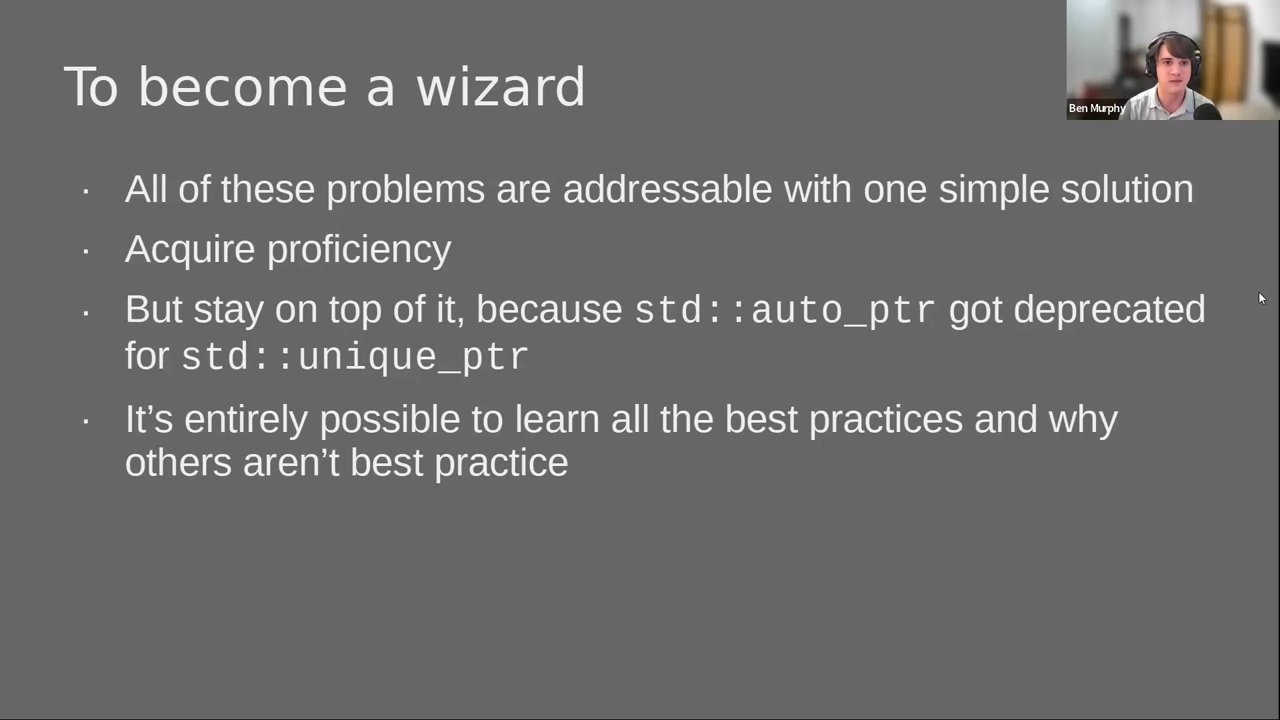 To become a wizard
Ben Murphy
· All of these problems are addressable with one simple solution
· Acquire proficiency
· But stay on top of it, because std::auto_ptr got deprecated
for std::unique_ptr
· It’s entirely possible to learn all the best practices and why
others aren’t best practice